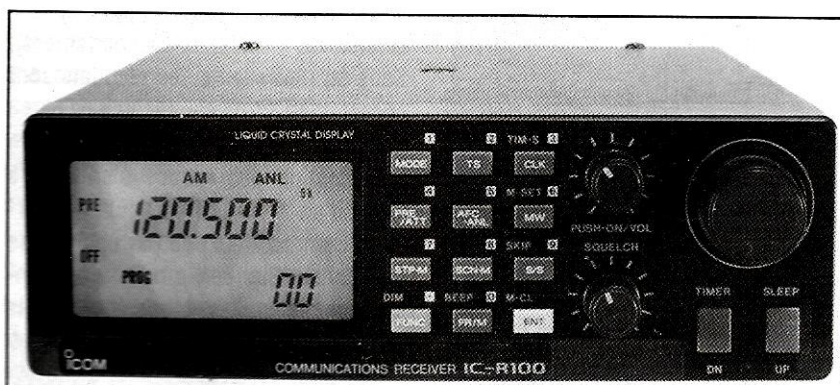 LIQUID CRYSTAL DISPLAY
AM ANL
PRE 120.500
OFF
PROG 00
1 2 TIM-S 3
MODE TS CLK
4 5 M-SET 6
PRE/ATT AFC-ANL MW
7 8 SKIP 9
STP-M SCN-M S/S
DIM BEEP 0 M-CL
FUNC PR/M ENT
PUSH-ON/VOL
SQUELCH
TIMER SLEEP
DN UP
ICOM
COMMUNICATIONS RECEIVER IC-R100